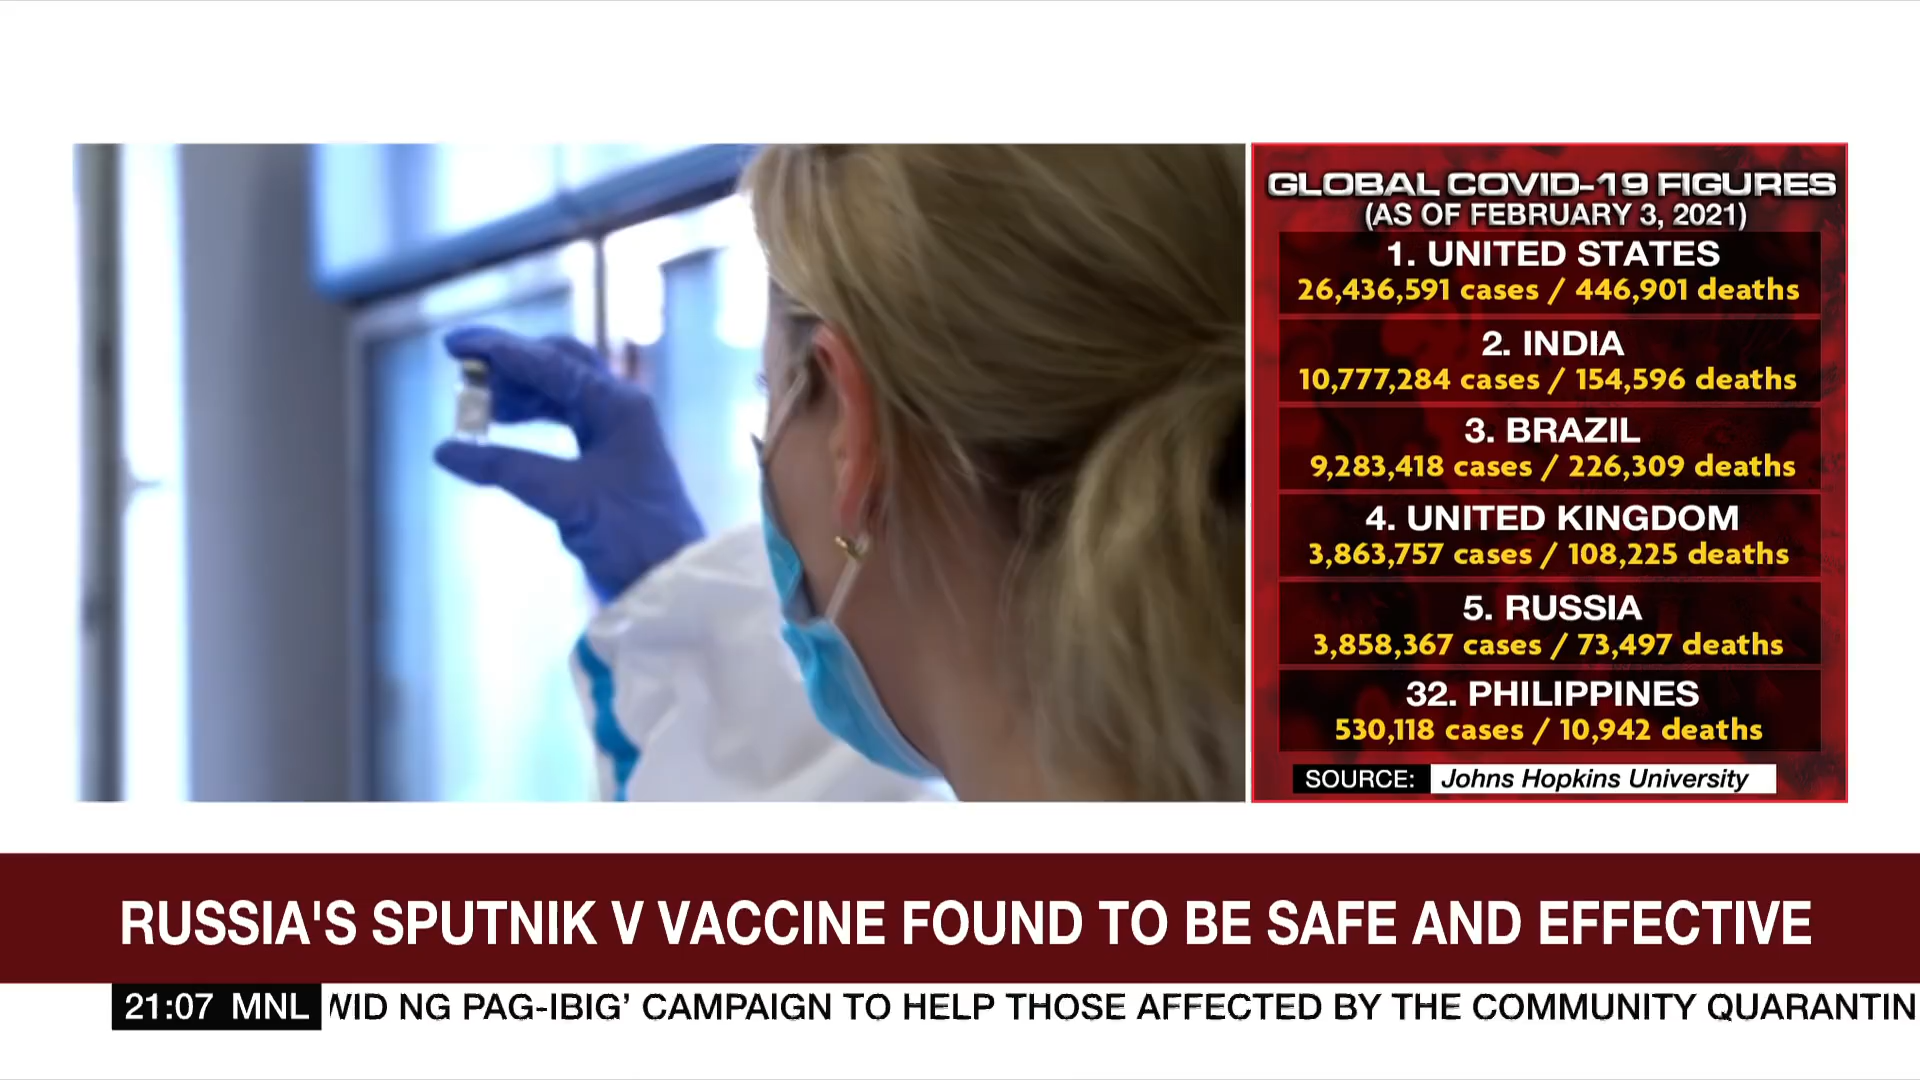 GLOBAL COVID-19 FIGURES
(AS OF FEBRUARY 3, 2021)
1. UNITED STATES
26,436,591 cases / 446,901 deaths
2. INDIA
10,777,284 cases / 154,596 deaths
3. BRAZIL
9,283,418 cases / 226,309 deaths
4. UNITED KINGDOM
3,863,757 cases / 108,225 deaths
5. RUSSIA
3,858,367 cases / 73,497 deaths
32. PHILIPPINES
530,118 cases / 10,942 deaths
SOURCE: Johns Hopkins University
RUSSIA'S SPUTNIK V VACCINE FOUND TO BE SAFE AND EFFECTIVE
21:07 MNL WID NG PAG-IBIG’ CAMPAIGN TO HELP THOSE AFFECTED BY THE COMMUNITY QUARANTIN